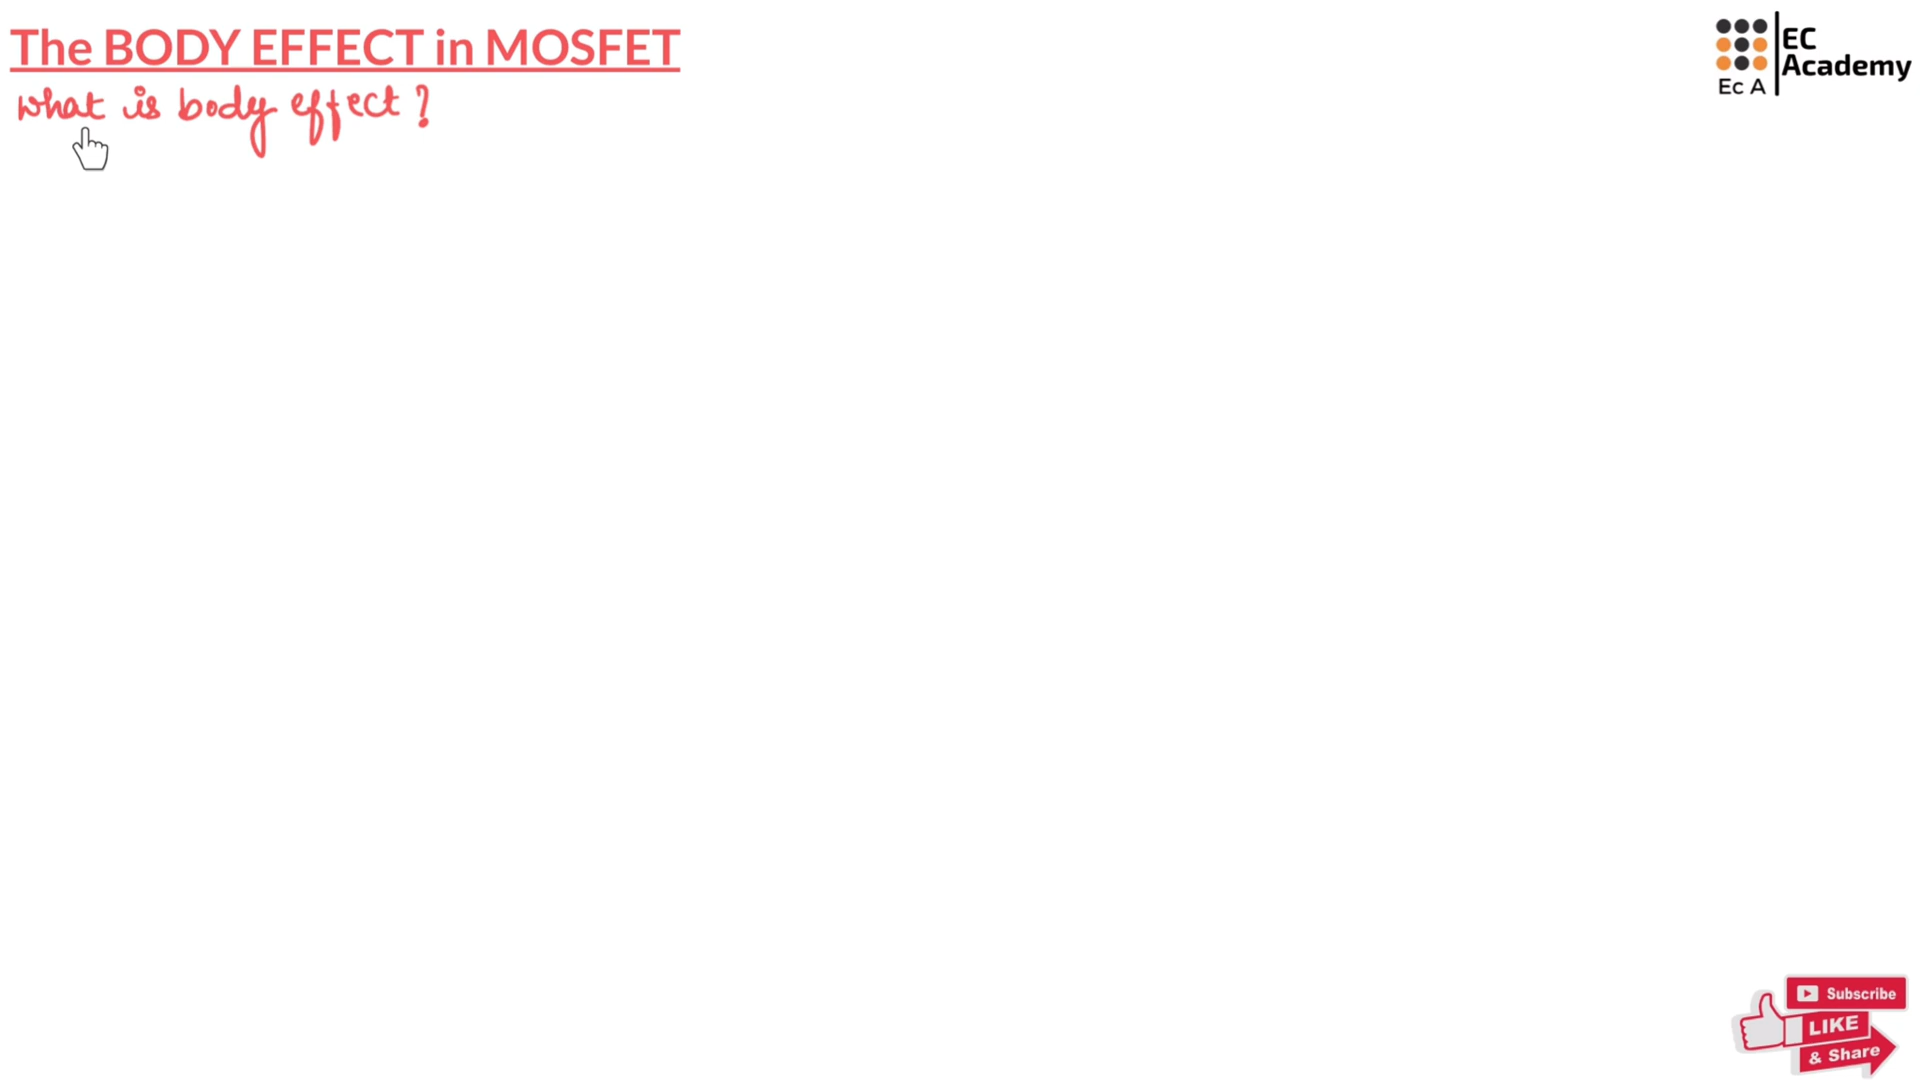 The BODY EFFECT in MOSFET
what is body effect?
EC
Academy
Ec A
Subscribe
LIKE
& Share